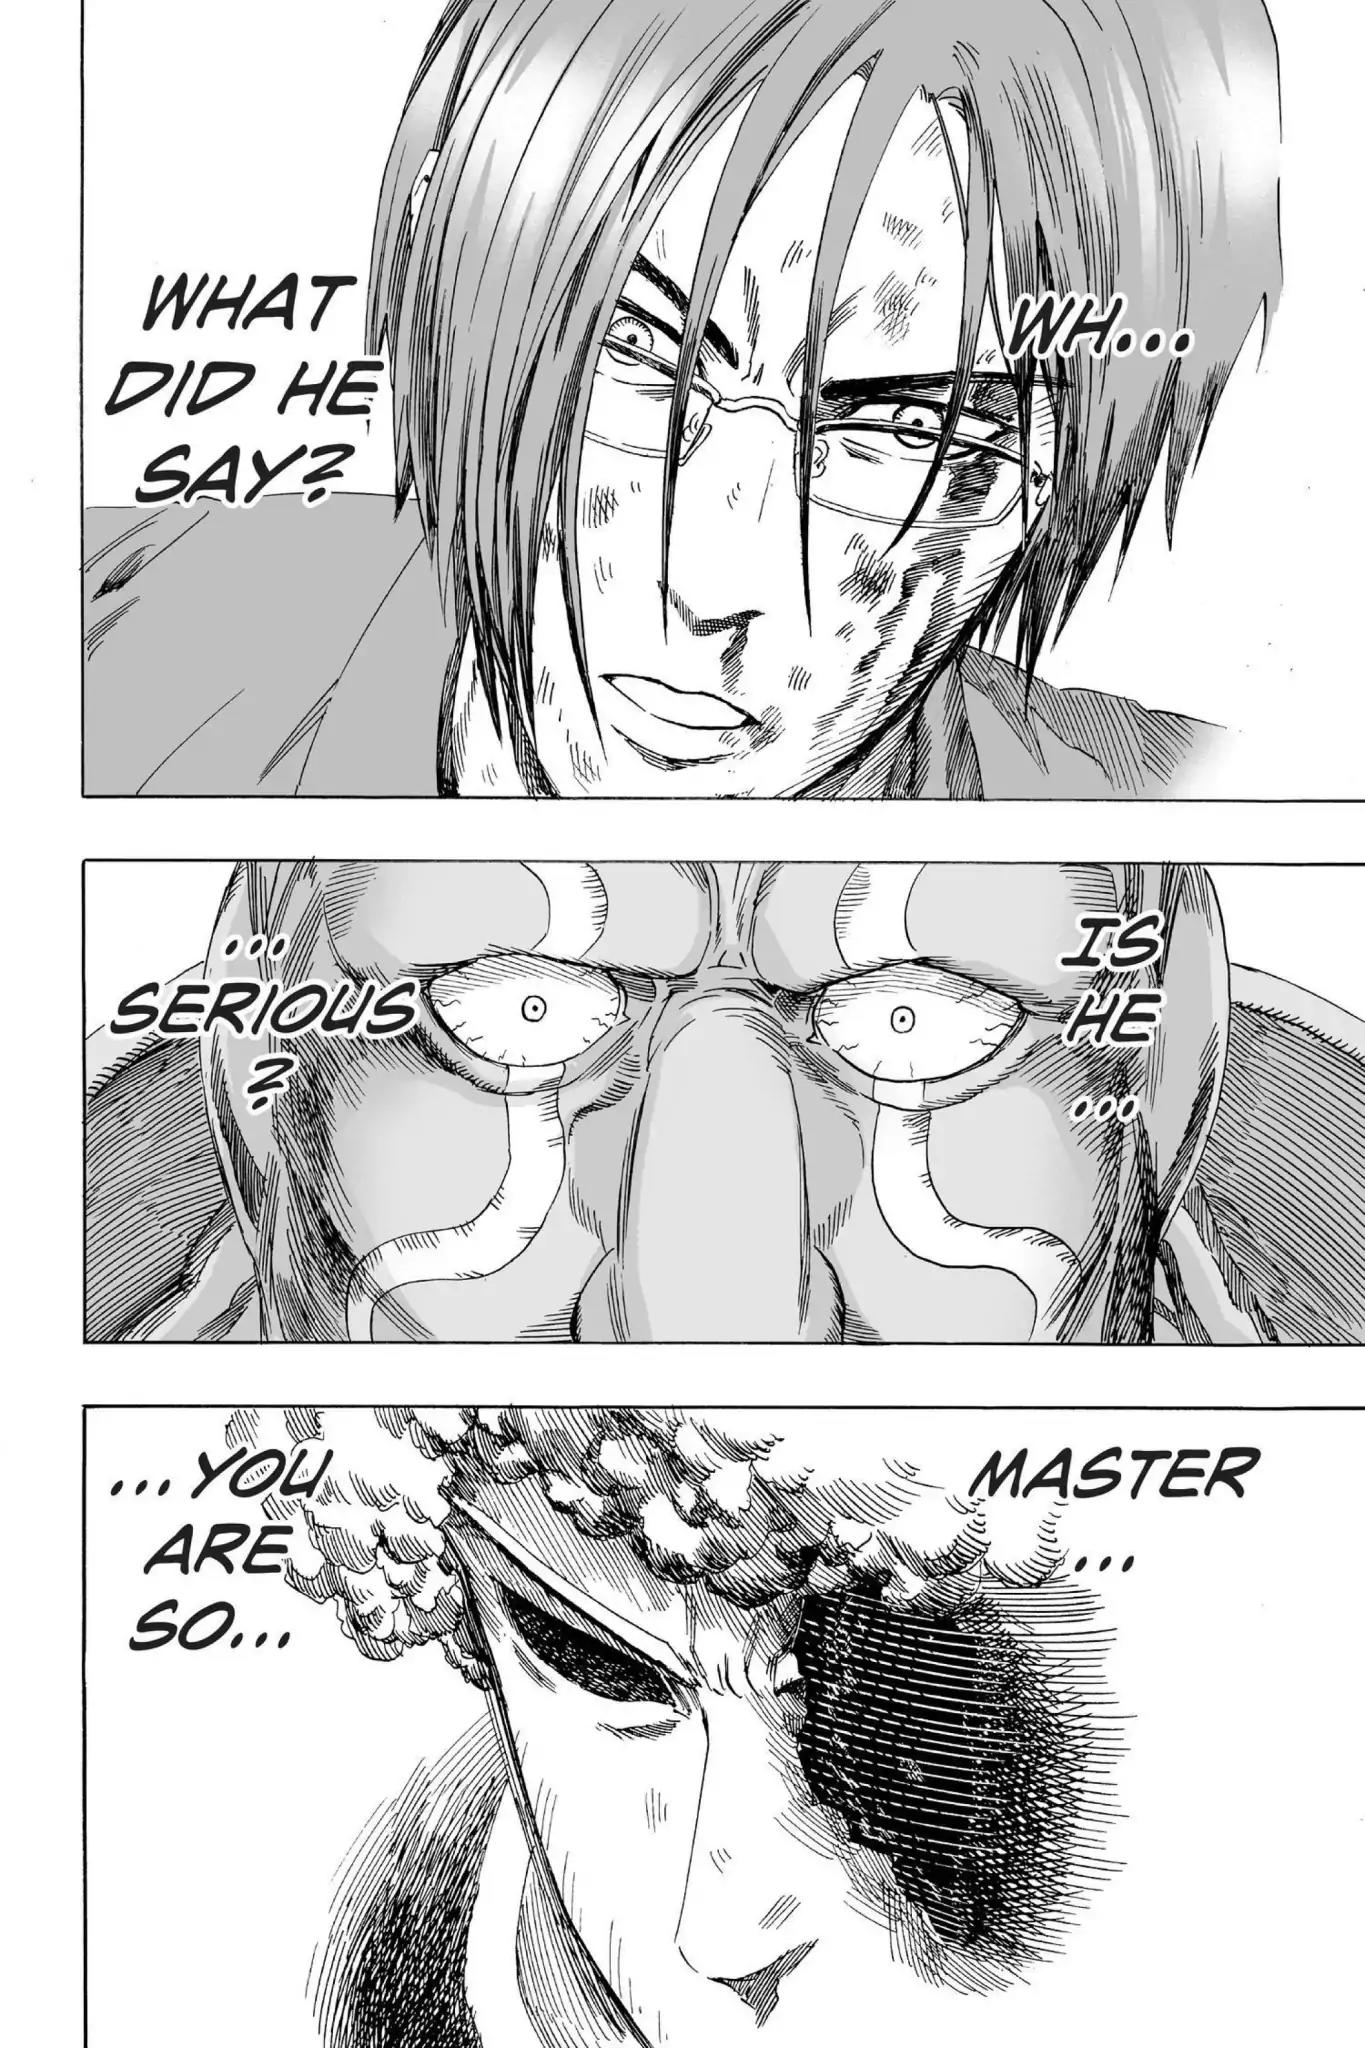 WH...
WHAT
DID HE
SAY?
IS
HE
...
...
SERIOUS
?
MASTER
...
...YOU
ARE
SO...